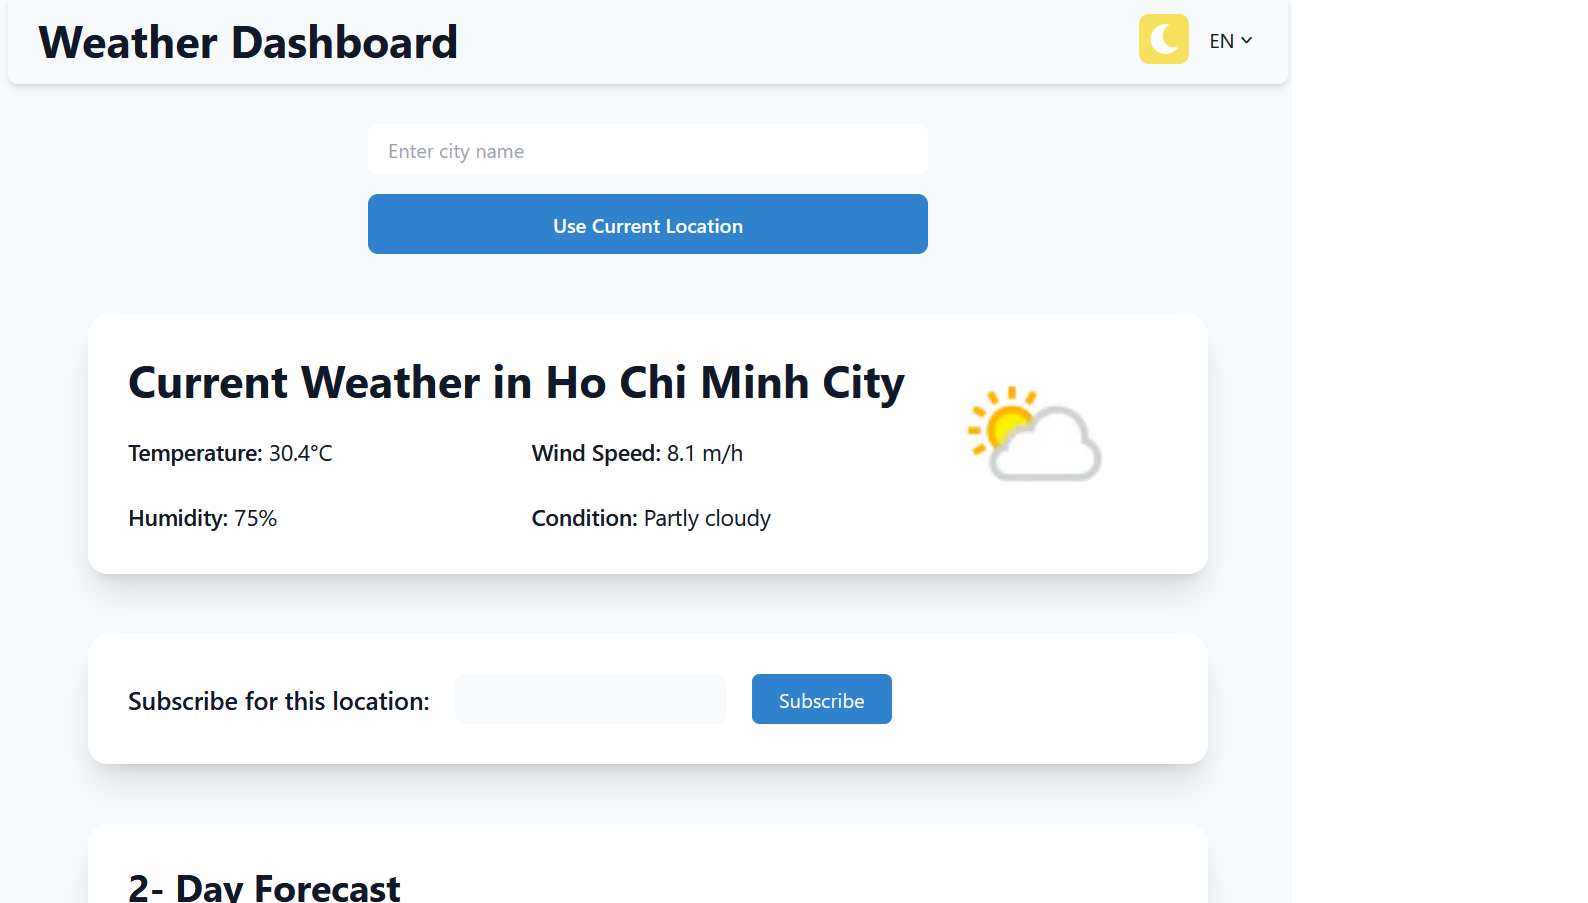 Weather Dashboard
EN
Enter city name
Use Current Location
Current Weather in Ho Chi Minh City
Temperature: 30.4°C
Wind Speed: 8.1 m/h
Humidity: 75%
Condition: Partly cloudy
Subscribe for this location:
Subscribe
2- Day Forecast